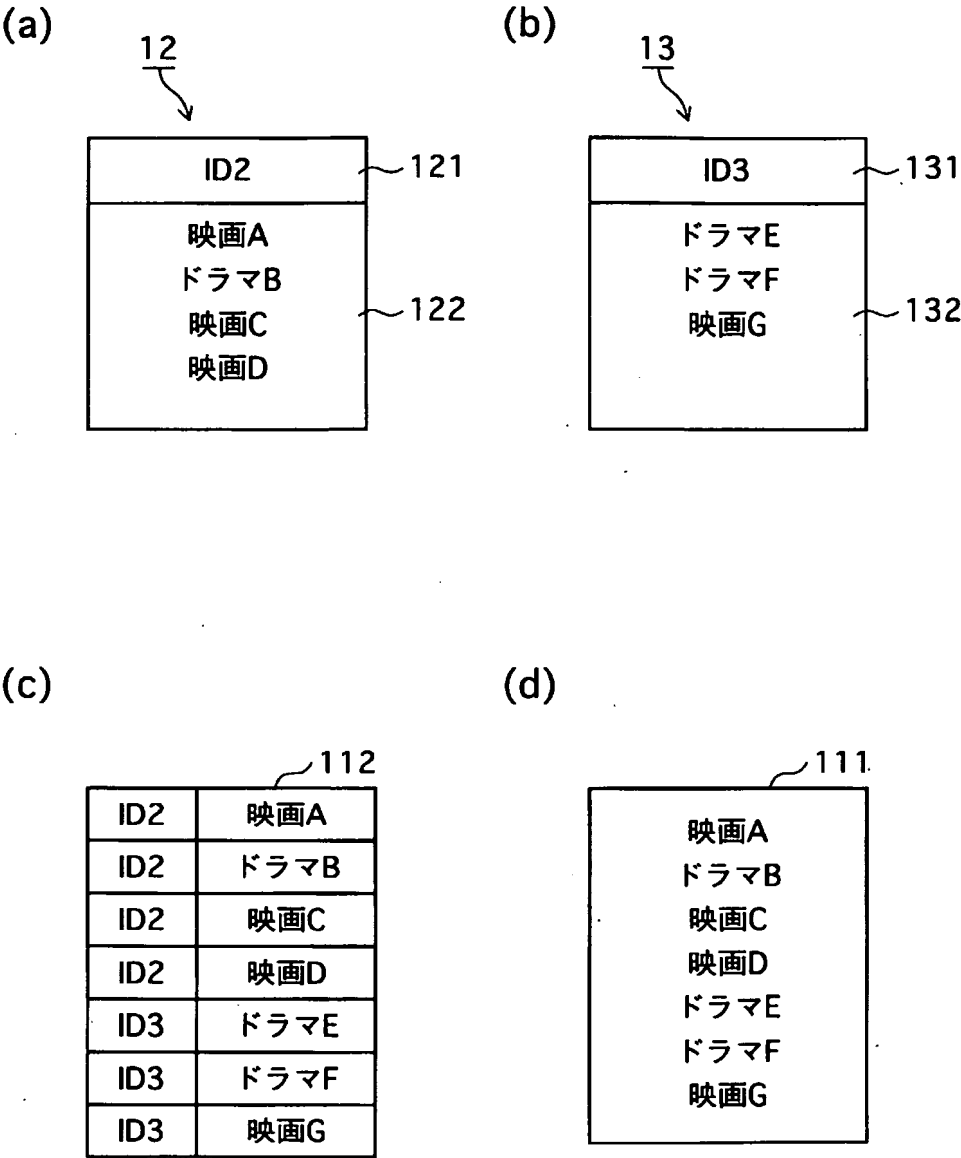 (a)
12
ID2
121
映画A
ドラマB
映画C
映画D
122
(b)
13
ID3
131
ドラマE
ドラマF
映画G
132
(c)
112
ID2 映画A
ID2 ドラマB
ID2 映画C
ID2 映画D
ID3 ドラマE
ID3 ドラマF
ID3 映画G
(d)
111
映画A
ドラマB
映画C
映画D
ドラマE
ドラマF
映画G